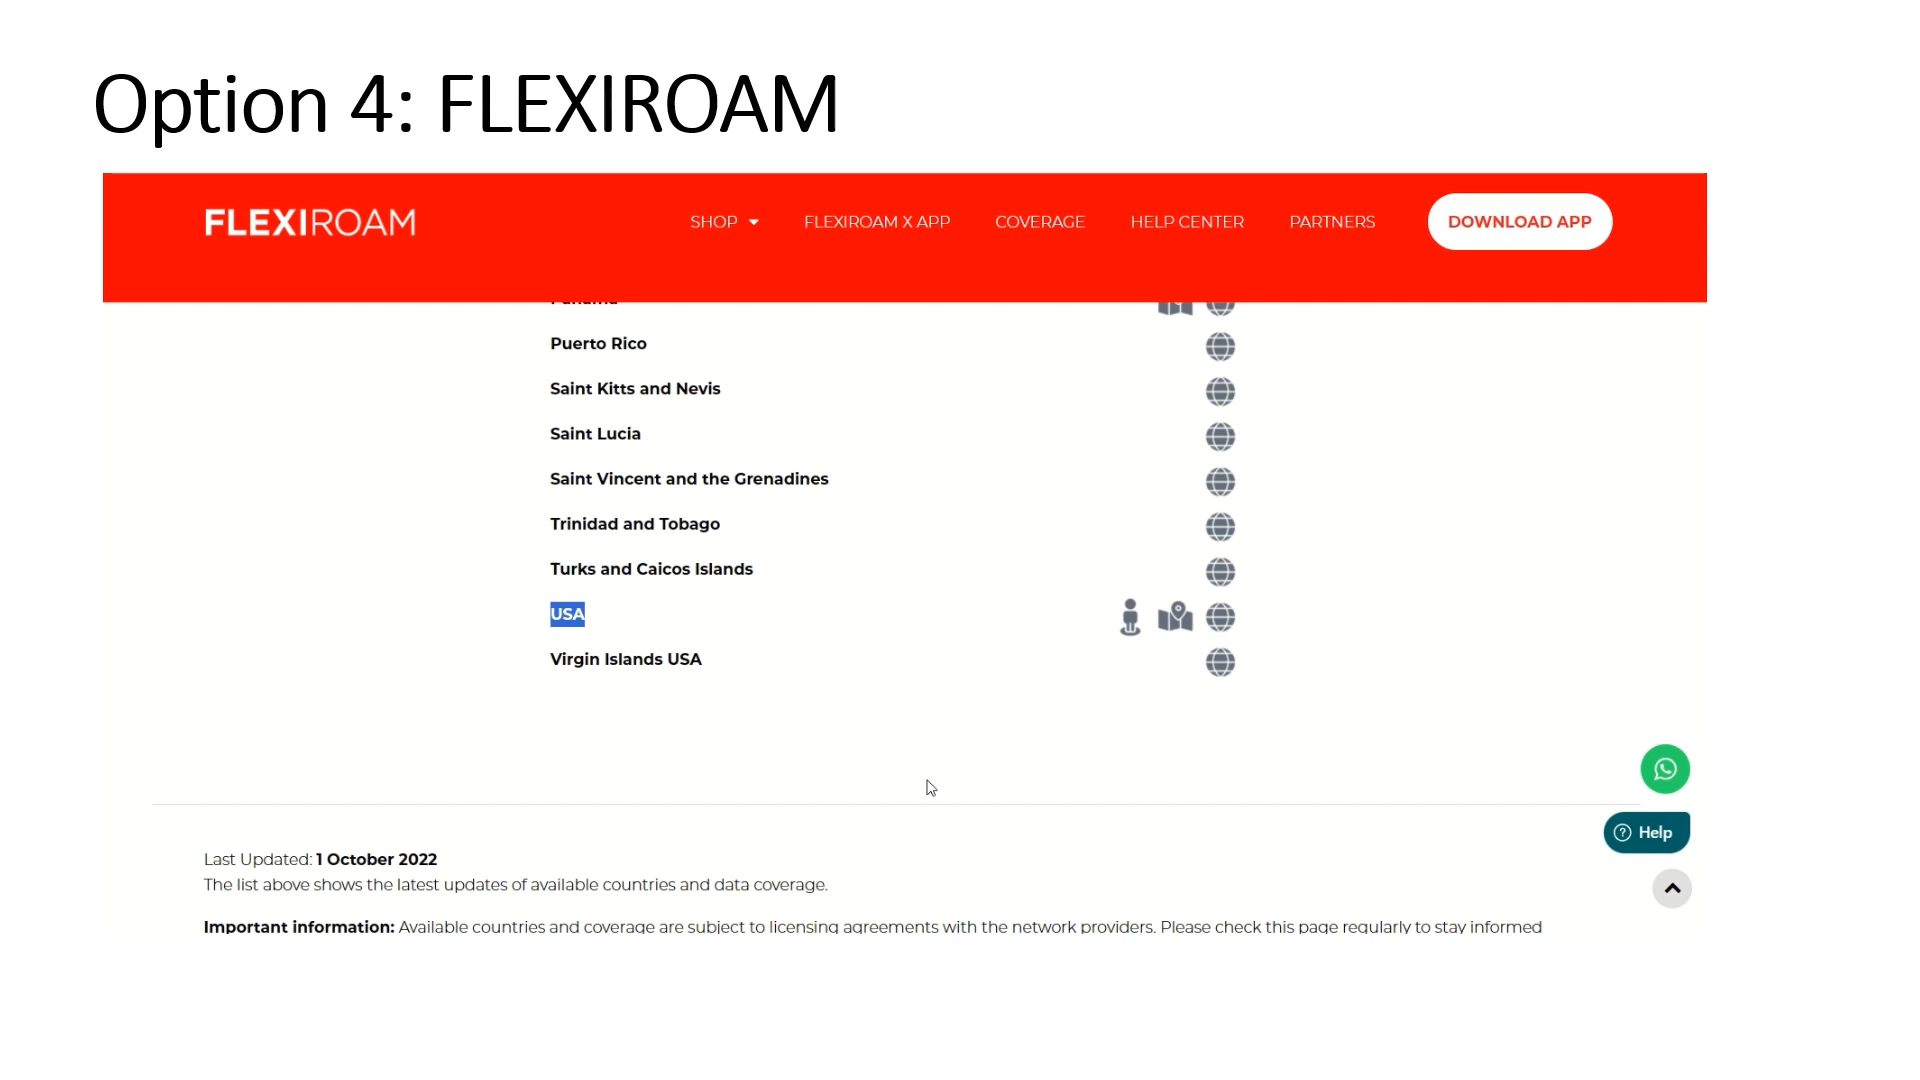 Option 4: FLEXIROAM
FLEXIROAM
SHOP
FLEXIROAM X APP
COVERAGE
HELP CENTER
PARTNERS
DOWNLOAD APP
Puerto Rico
Saint Kitts and Nevis
Saint Lucia
Saint Vincent and the Grenadines
Trinidad and Tobago
Turks and Caicos Islands
USA
Virgin Islands USA
Help
Last Updated: 1 October 2022
The list above shows the latest updates of available countries and data coverage.
Important information: Available countries and coverage are subject to licensing agreements with the network providers. Please check this page regularly to stay informed